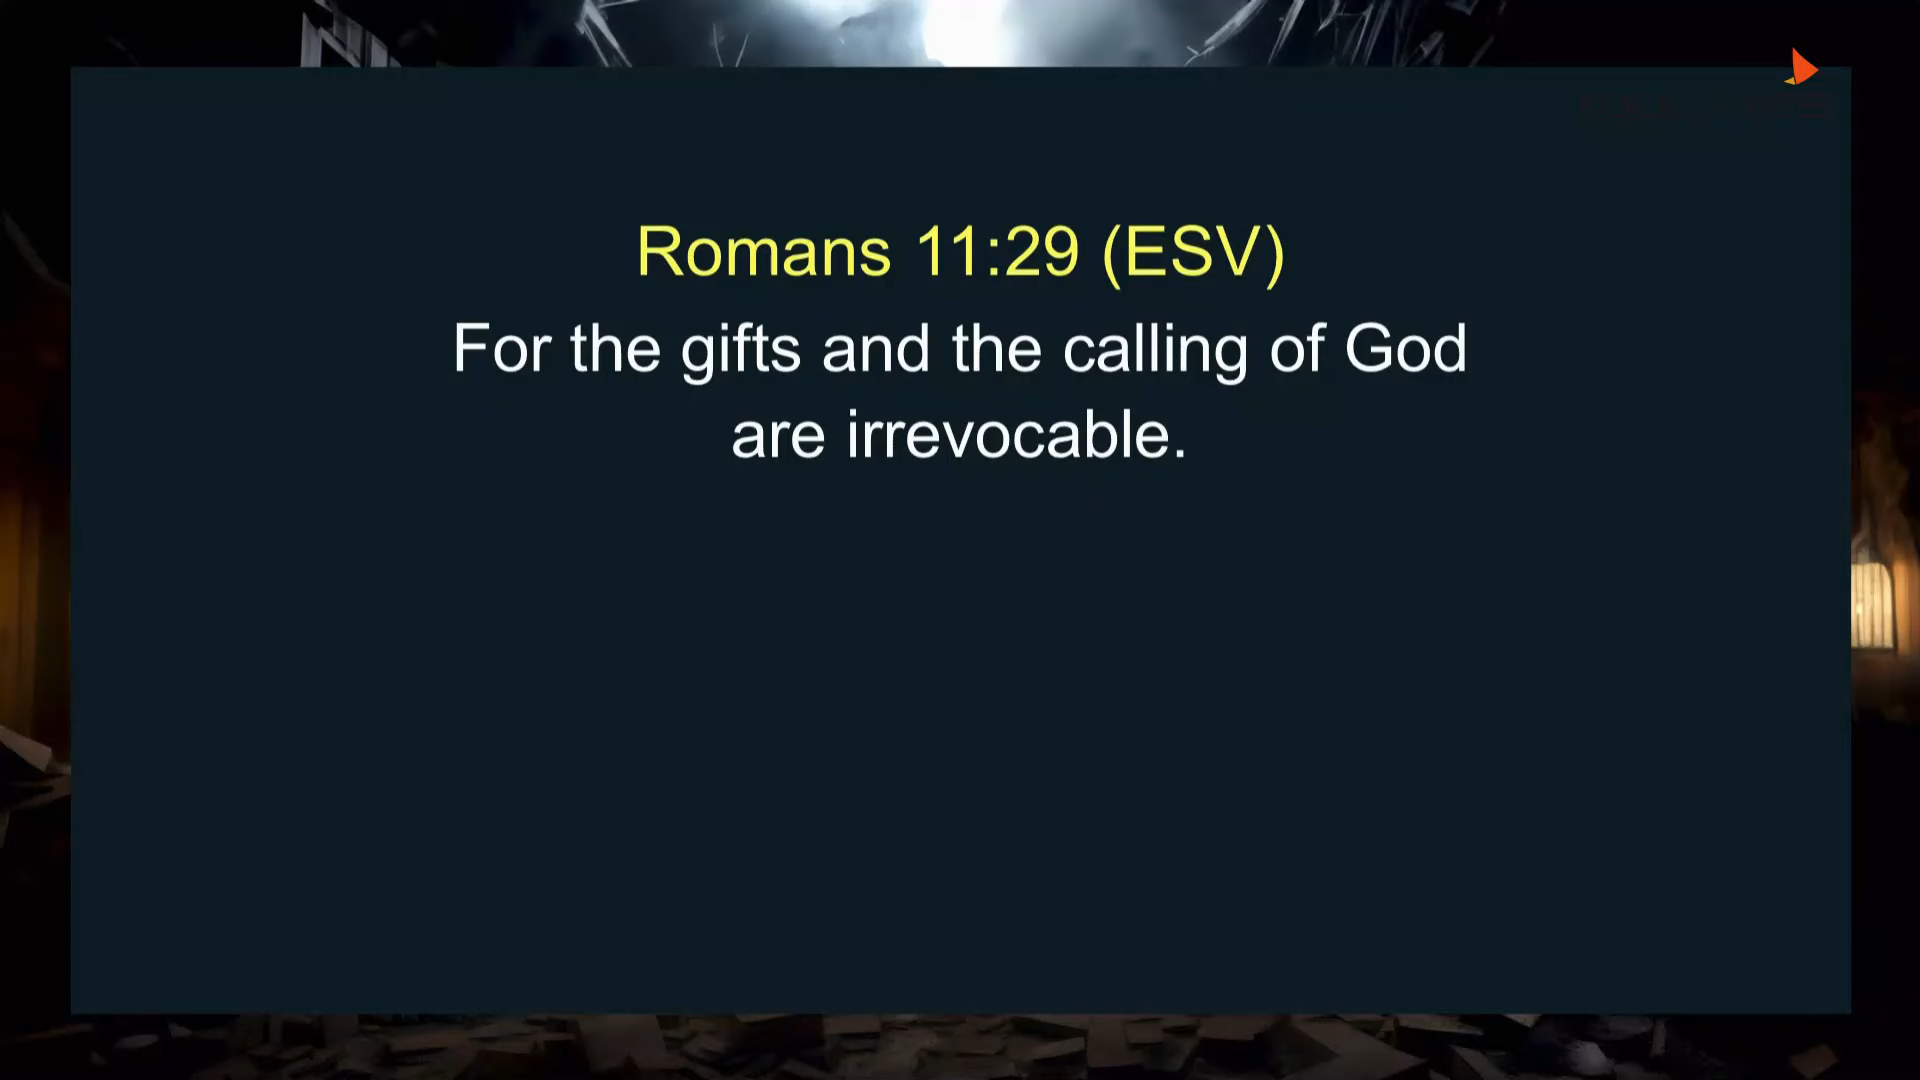 Romans 11:29 (ESV)
For the gifts and the calling of God
are irrevocable.